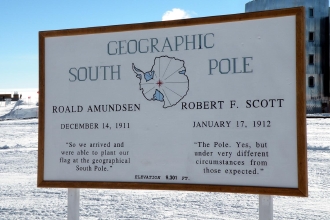 GEOGRAPHIC
SOUTH POLE
ROALD AMUNDSEN
DECEMBER 14, 1911
"So we arrived and
were able to plant our
flag at the geographical
South Pole."
ROBERT F. SCOTT
JANUARY 17, 1912
"The Pole. Yes, but
under very different
circumstances from
those expected."
ELEVATION 9,301 FT.